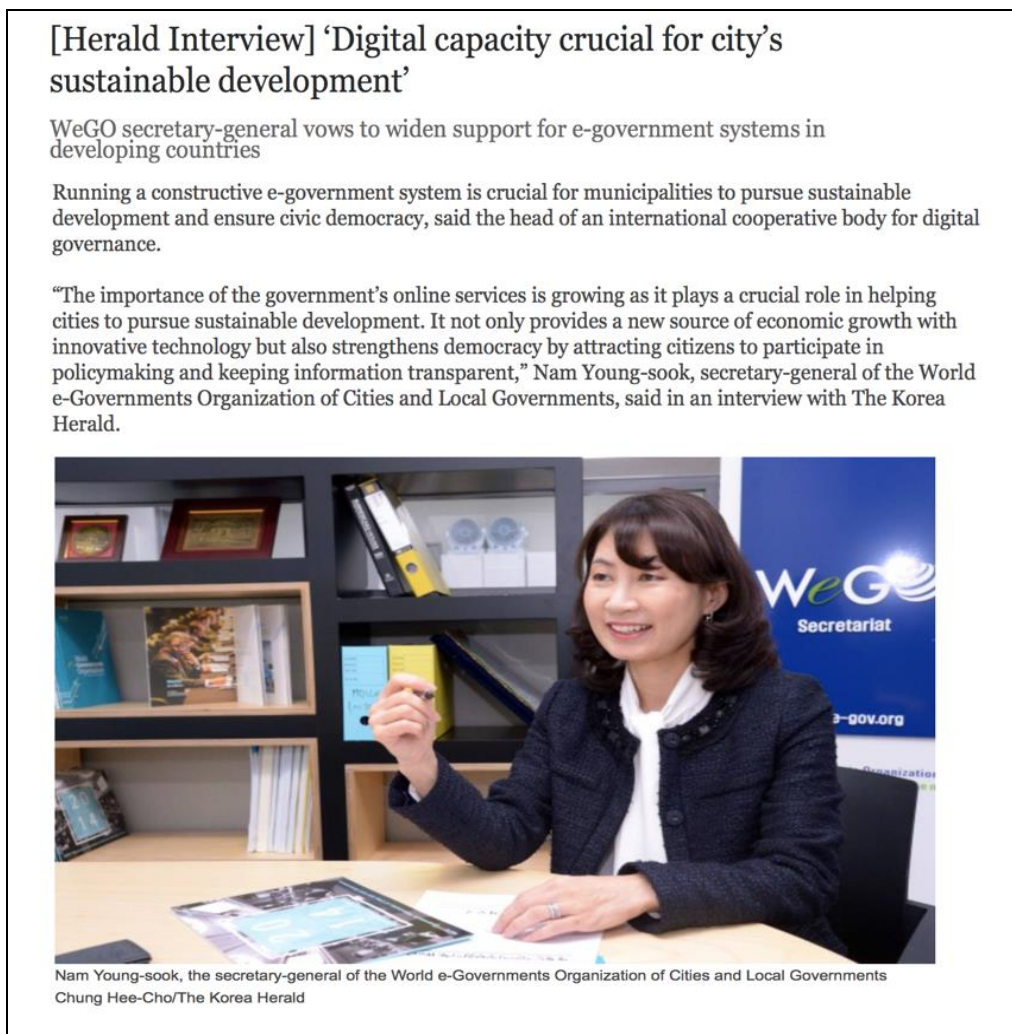 [Herald Interview] ‘Digital capacity crucial for city’s
sustainable development’
WeGO secretary-general vows to widen support for e-government systems in
developing countries
Running a constructive e-government system is crucial for municipalities to pursue sustainable
development and ensure civic democracy, said the head of an international cooperative body for digital
governance.
“The importance of the government’s online services is growing as it plays a crucial role in helping
cities to pursue sustainable development. It not only provides a new source of economic growth with
innovative technology but also strengthens democracy by attracting citizens to participate in
policymaking and keeping information transparent,” Nam Young-sook, secretary-general of the World
e-Governments Organization of Cities and Local Governments, said in an interview with The Korea
Herald.
WeGO
Secretariat
e-gov.org
Organization
20
14
Nam Young-sook, the secretary-general of the World e-Governments Organization of Cities and Local Governments
Chung Hee-Cho/The Korea Herald